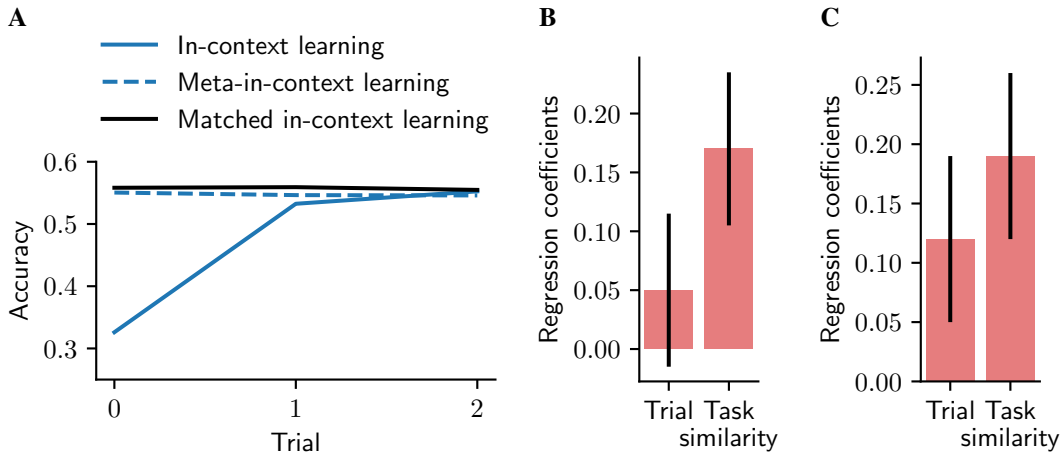 A
In-context learning
Meta-in-context learning
Matched in-context learning
0.6
0.5
0.4
0.3
Accuracy
0
1
2
Trial
B
0.20
0.15
0.10
0.05
0.00
Regression coefficients
Trial
Task
similarity
C
0.25
0.20
0.15
0.10
0.05
0.00
Regression coefficients
Trial
Task
similarity